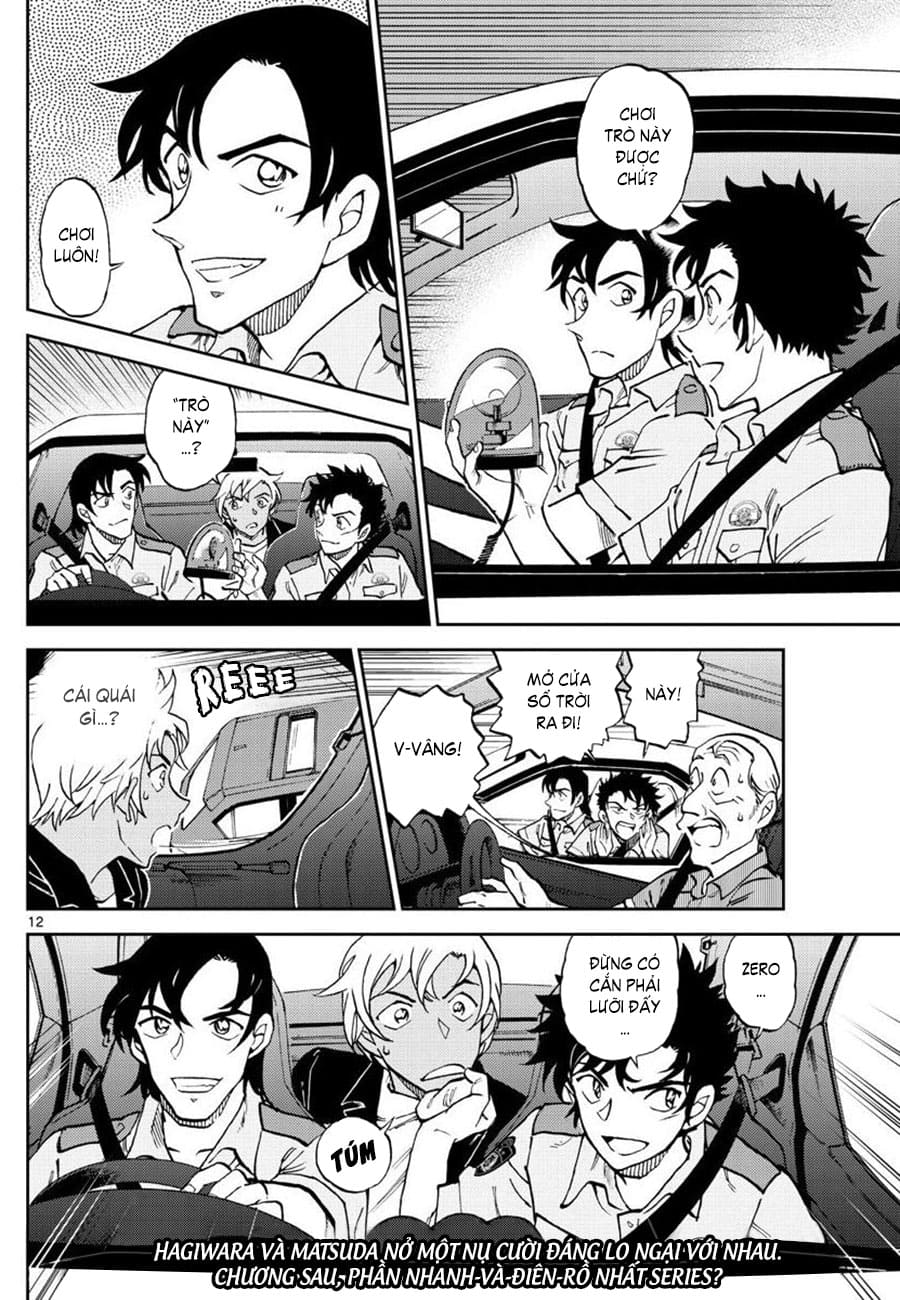 CHƠI
TRÒ NÀY
ĐƯỢC
CHỨ?
CHƠI
LUÔN!
"TRÒ
NÀY"
...?
NÀY!
MỞ CỬA
SỔ TRỜI
RA ĐI!
V-VÂNG!
REEE
CÁI QUÁI
GÌ...?
12
ZERO
...
ĐỪNG CÓ
CẮN PHẢI
LƯỠI ĐẤY
...
TÚM
HAGIWARA VÀ MATSUDA NỞ MỘT NỤ CƯỜI ĐÁNG LO NGẠI VỚI NHAU.
CHƯƠNG SAU, PHẦN NHANH-VÀ-ĐIÊN-RỒ NHẤT SERIES?